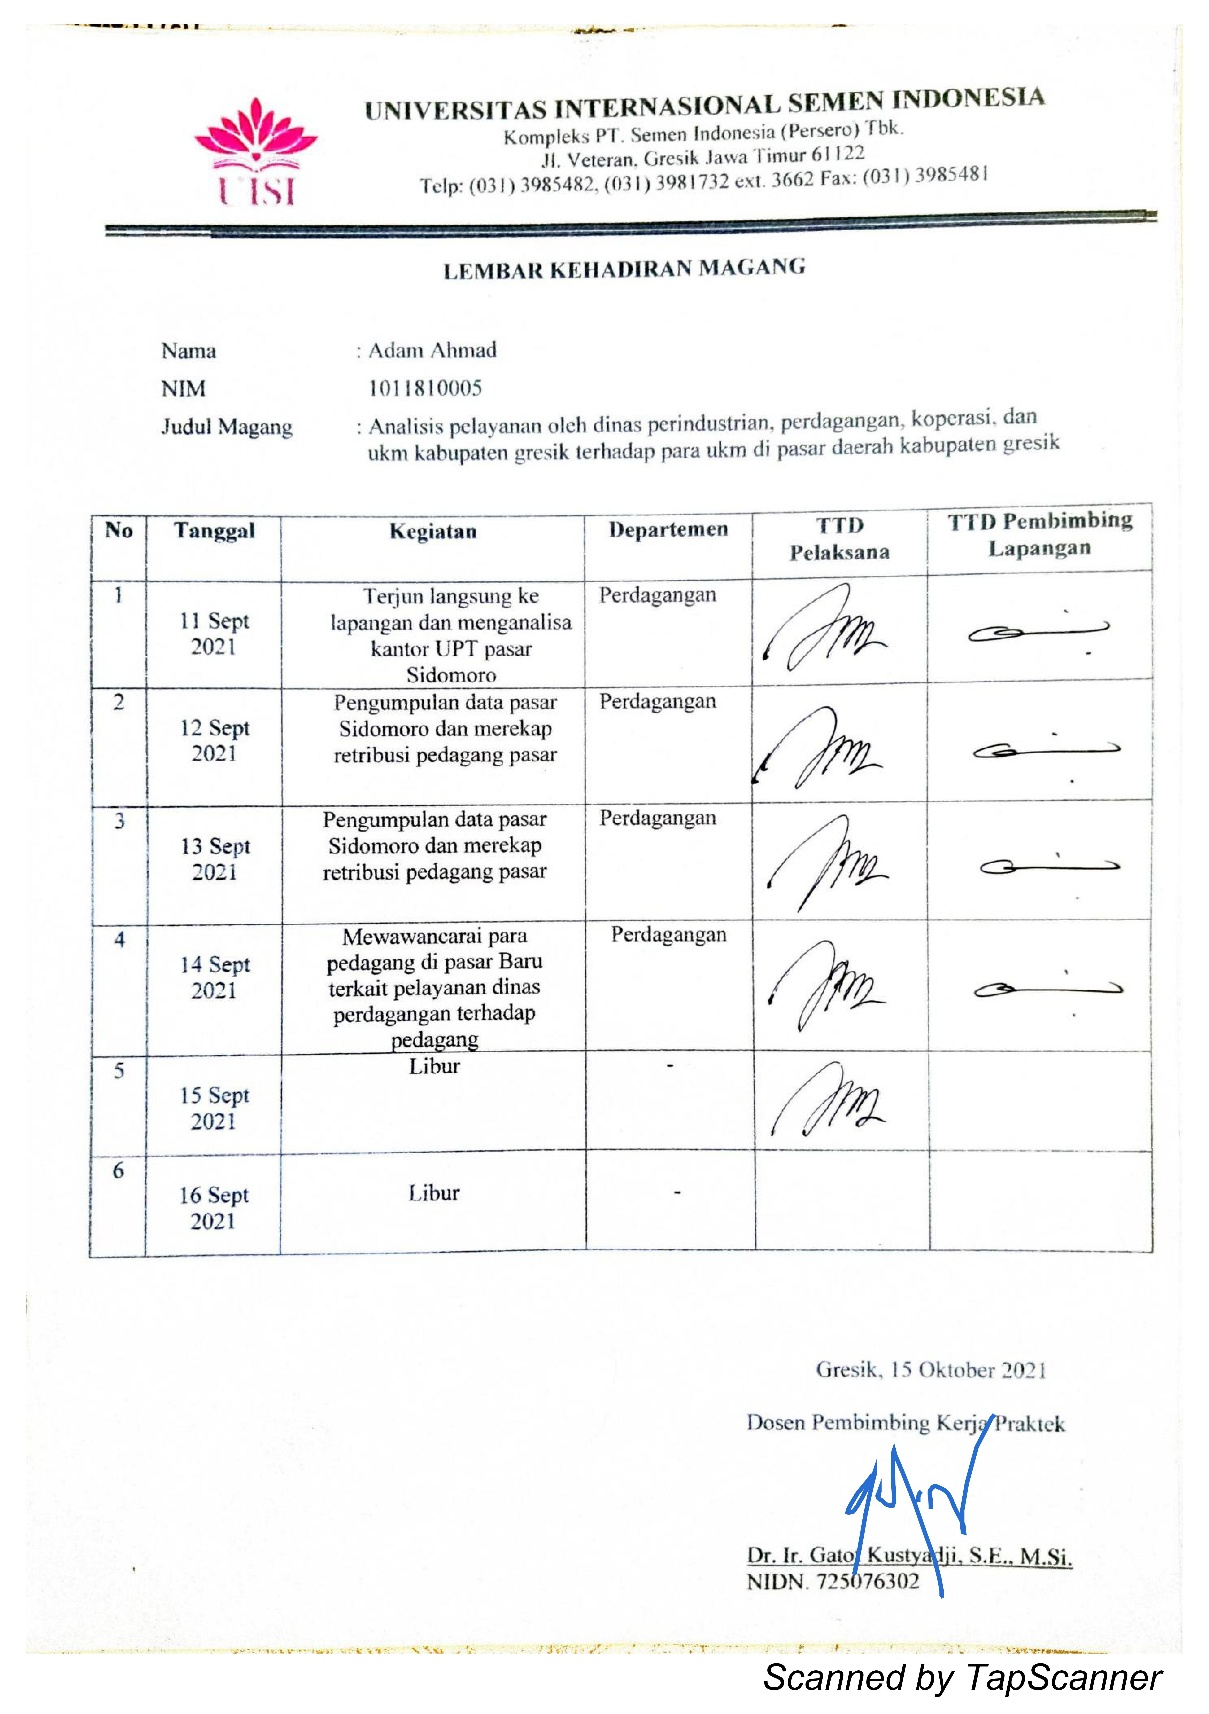 UNIVERSITAS INTERNASIONAL SEMEN INDONESIA
Kompleks PT. Semen Indonesia (Persero) Tbk.
Jl. Veteran, Gresik Jawa Timur 61122
Telp: (031) 3985482, (031) 3981732 ext. 3662 Fax: (031) 3985481
UISI
LEMBAR KEHADIRAN MAGANG
Nama : Adam Ahmad
NIM 1011810005
Judul Magang : Analisis pelayanan oleh dinas perindustrian, perdagangan, koperasi, dan
ukm kabupaten gresik terhadap para ukm di pasar daerah kabupaten gresik
No Tanggal Kegiatan Departemen TTD Pelaksana TTD Pembimbing Lapangan
1
11 Sept
2021
Terjun langsung ke
lapangan dan menganalisa
kantor UPT pasar
Sidomoro
Perdagangan
2
12 Sept
2021
Pengumpulan data pasar
Sidomoro dan merekap
retribusi pedagang pasar
Perdagangan
3
13 Sept
2021
Pengumpulan data pasar
Sidomoro dan merekap
retribusi pedagang pasar
Perdagangan
4
14 Sept
2021
Mewawancarai para
pedagang di pasar Baru
terkait pelayanan dinas
perdagangan terhadap
pedagang
Perdagangan
5
15 Sept
2021
Libur
-
6
16 Sept
2021
Libur
-
Gresik, 15 Oktober 2021
Dosen Pembimbing Kerja Praktek
Dr. Ir. Gatot Kustyadji, S.E., M.Si.
NIDN. 725076302
Scanned by TapScanner